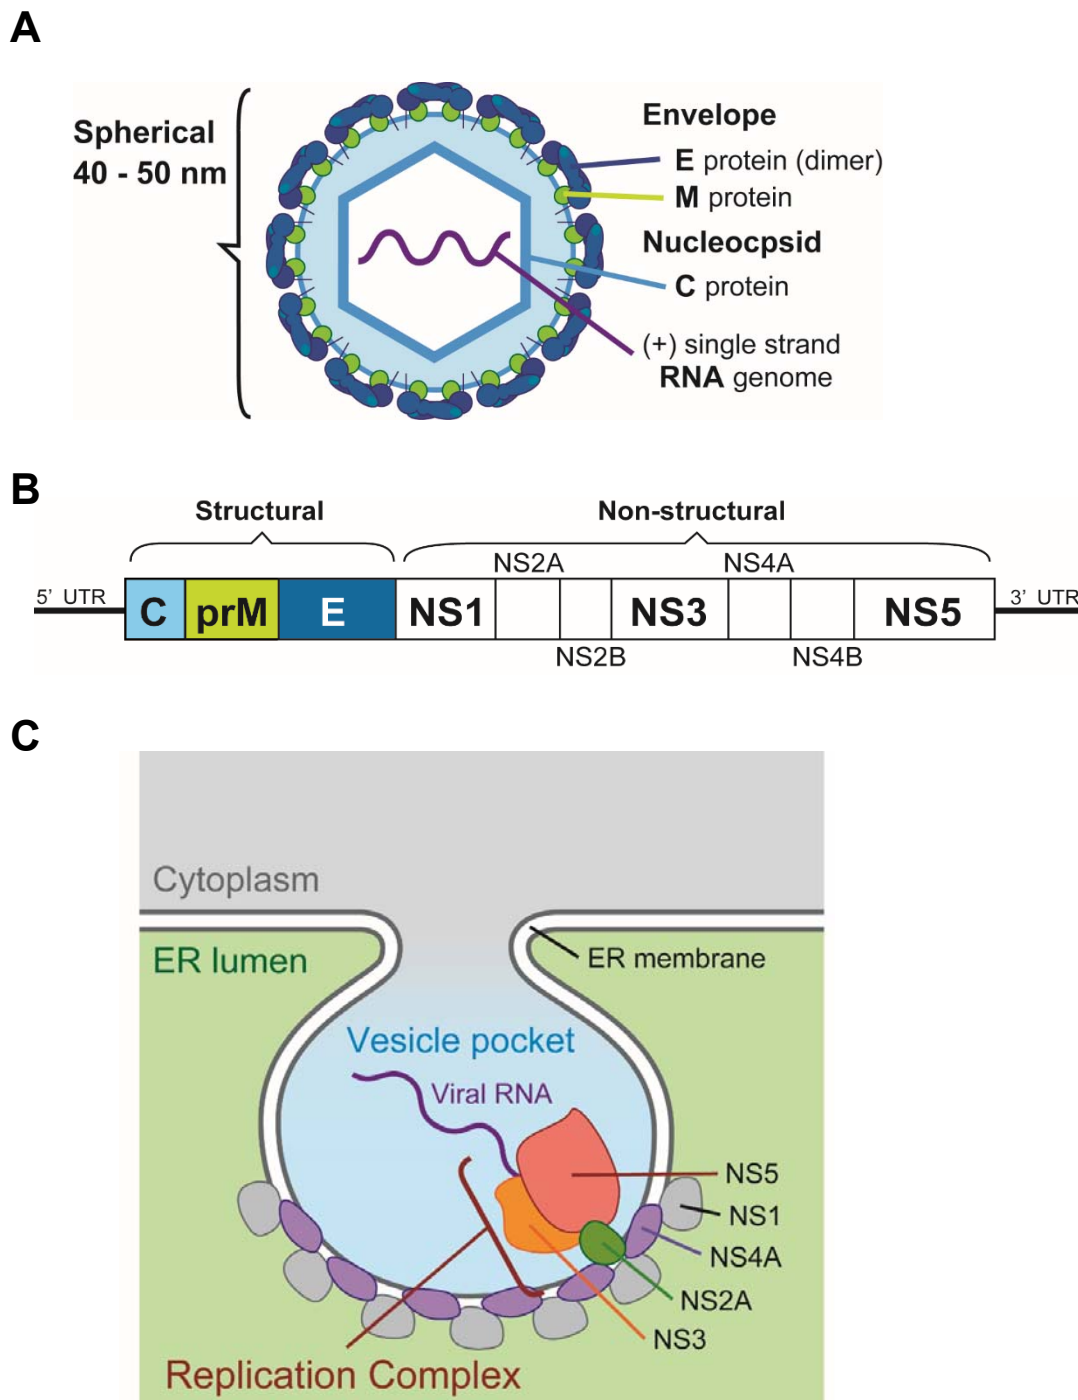 A
Spherical
40 - 50 nm
Envelope
E protein (dimer)
M protein
Nucleocpsid
C protein
(+) single strand
RNA genome
B
Structural
Non-structural
NS2A
NS4A
5’ UTR
C
prM
E
NS1
NS3
NS5
3’ UTR
NS2B
NS4B
C
Cytoplasm
ER lumen
ER membrane
Vesicle pocket
Viral RNA
NS5
NS1
NS4A
NS2A
NS3
Replication Complex